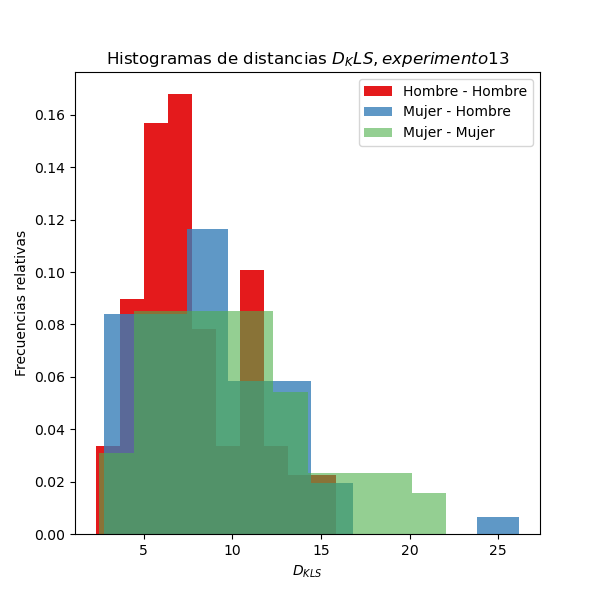 Histogramas de distancias $D_KLS, experimento13$
Hombre - Hombre
Mujer - Hombre
Mujer - Mujer
Frecuencias relativas
0.16
0.14
0.12
0.10
0.08
0.06
0.04
0.02
0.00
5 10 15 20 25
$D_{KLS}$